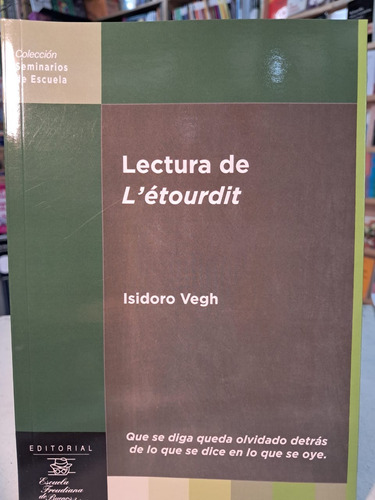 Colección
Seminarios
de Escuela
Lectura de
L'étourdit
Isidoro Vegh
Que se diga queda olvidado detrás
de lo que se dice en lo que se oye.
EDITORIAL
Escuela
Freudiana
de